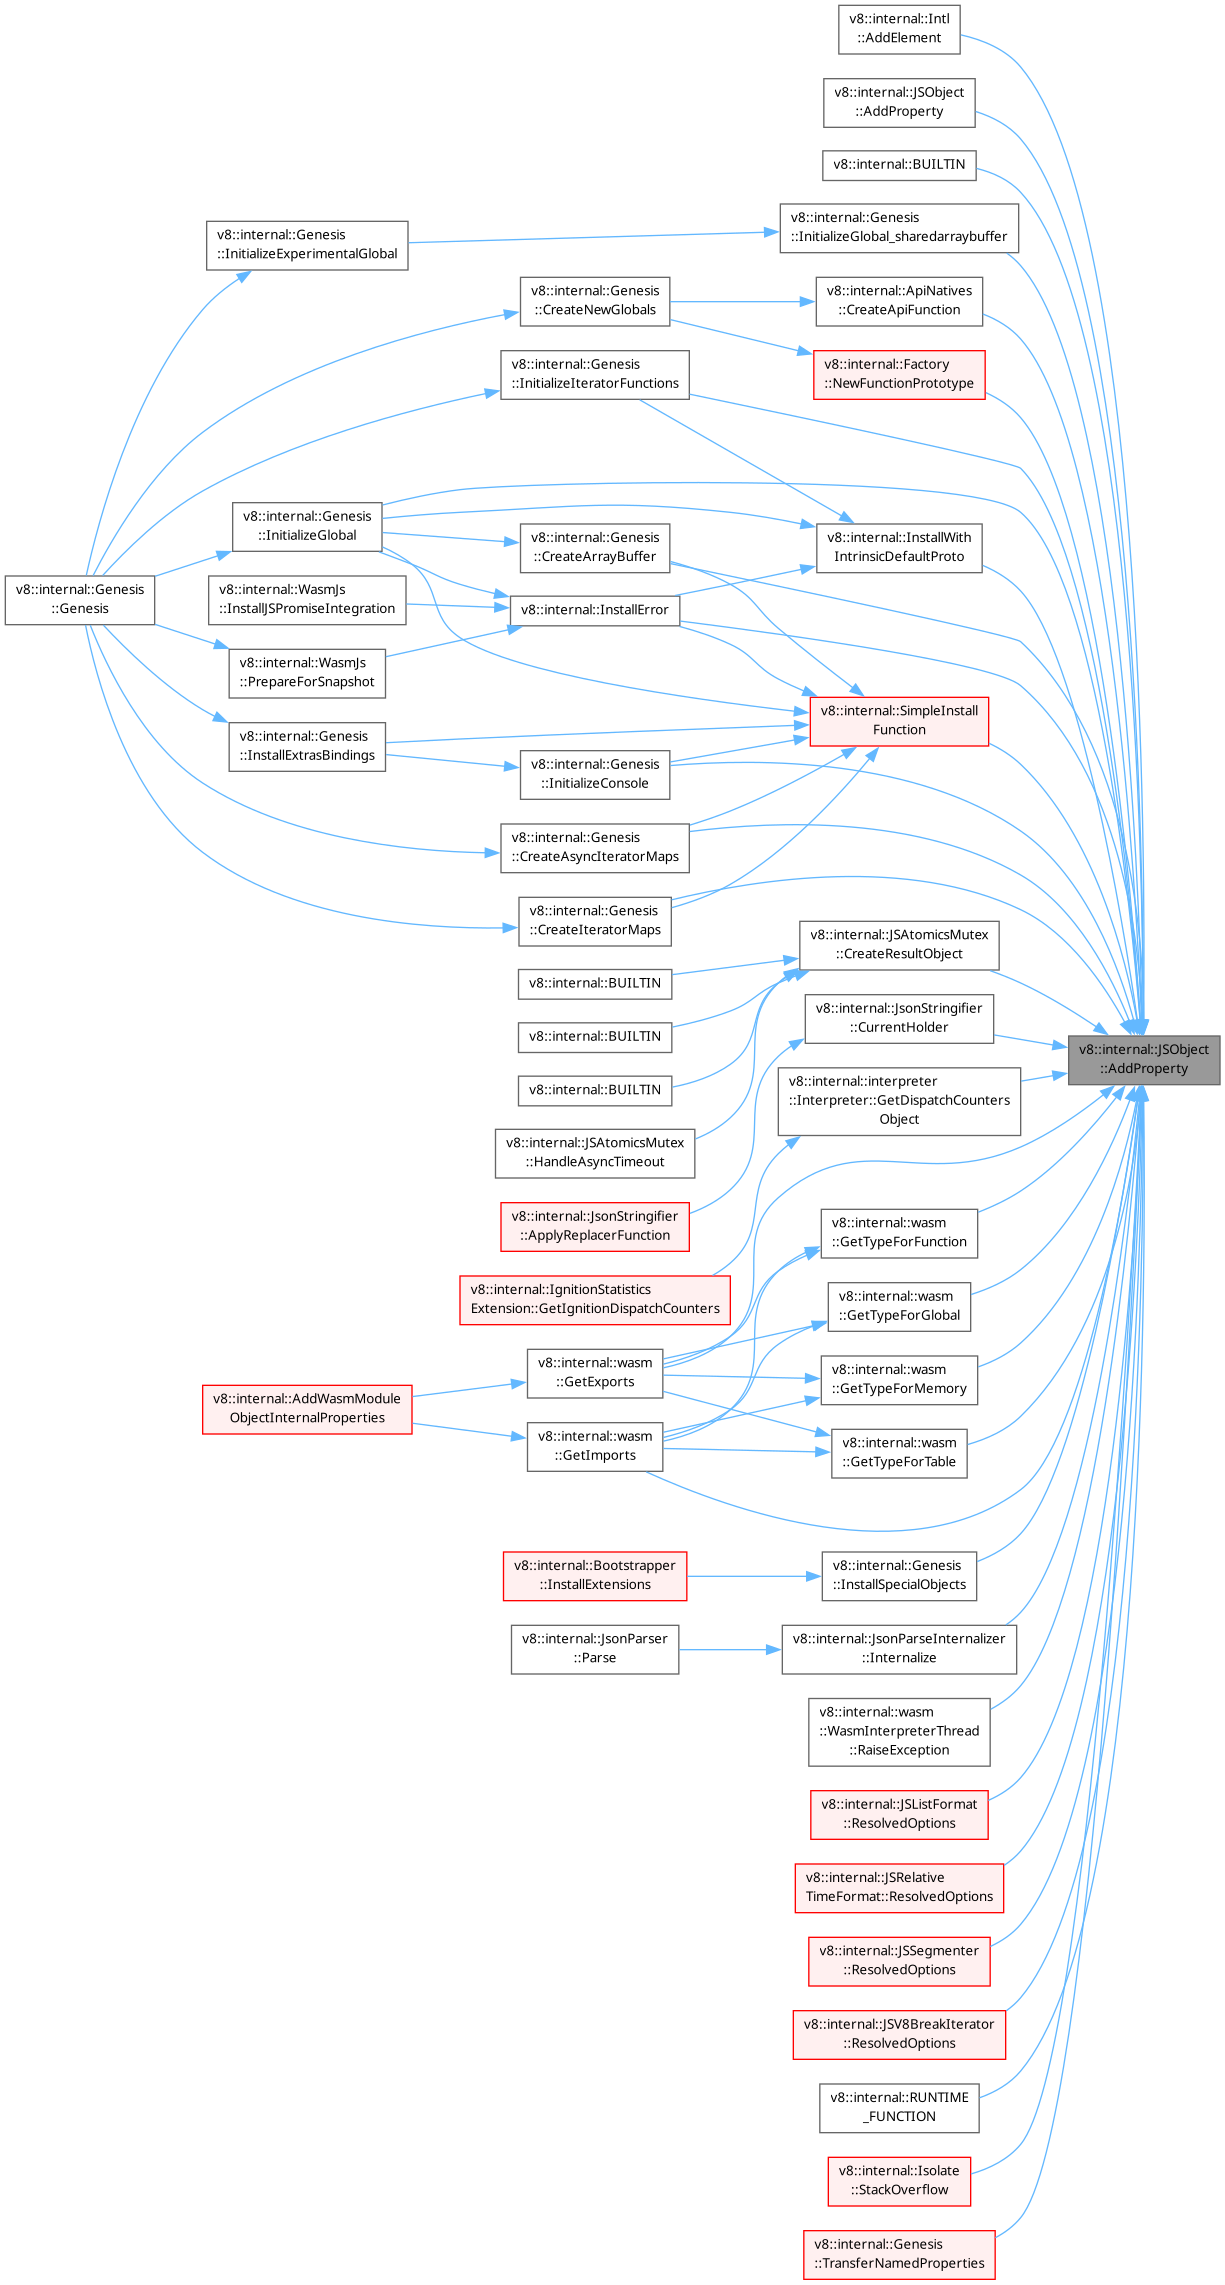 v8::internal::Intl
::AddElement
v8::internal::JSObject
::AddProperty
v8::internal::BUILTIN
v8::internal::Genesis
::InitializeGlobal_sharedarraybuffer
v8::internal::Genesis
::InitializeExperimentalGlobal
v8::internal::Genesis
::CreateNewGlobals
v8::internal::ApiNatives
::CreateApiFunction
v8::internal::Genesis
::InitializeIteratorFunctions
v8::internal::Factory
::NewFunctionPrototype
v8::internal::Genesis
::InitializeGlobal
v8::internal::Genesis
::CreateArrayBuffer
v8::internal::InstallWith
IntrinsicDefaultProto
v8::internal::Genesis
::Genesis
v8::internal::WasmJs
::InstallJSPromiseIntegration
v8::internal::InstallError
v8::internal::WasmJs
::PrepareForSnapshot
v8::internal::SimpleInstall
Function
v8::internal::Genesis
::InstallExtrasBindings
v8::internal::Genesis
::InitializeConsole
v8::internal::Genesis
::CreateAsyncIteratorMaps
v8::internal::Genesis
::CreateIteratorMaps
v8::internal::JSAtomicsMutex
::CreateResultObject
v8::internal::BUILTIN
v8::internal::JsonStringifier
::CurrentHolder
v8::internal::BUILTIN
v8::internal::JSObject
::AddProperty
v8::internal::BUILTIN
v8::internal::interpreter
::Interpreter::GetDispatchCounters
Object
v8::internal::JSAtomicsMutex
::HandleAsyncTimeout
v8::internal::JsonStringifier
::ApplyReplacerFunction
v8::internal::wasm
::GetTypeForFunction
v8::internal::IgnitionStatistics
Extension::GetIgnitionDispatchCounters
v8::internal::wasm
::GetTypeForGlobal
v8::internal::wasm
::GetExports
v8::internal::wasm
::GetTypeForMemory
v8::internal::AddWasmModule
ObjectInternalProperties
v8::internal::wasm
::GetImports
v8::internal::wasm
::GetTypeForTable
v8::internal::Bootstrapper
::InstallExtensions
v8::internal::Genesis
::InstallSpecialObjects
v8::internal::JsonParser
::Parse
v8::internal::JsonParseInternalizer
::Internalize
v8::internal::wasm
::WasmInterpreterThread
::RaiseException
v8::internal::JSListFormat
::ResolvedOptions
v8::internal::JSRelative
TimeFormat::ResolvedOptions
v8::internal::JSSegmenter
::ResolvedOptions
v8::internal::JSV8BreakIterator
::ResolvedOptions
v8::internal::RUNTIME
_FUNCTION
v8::internal::Isolate
::StackOverflow
v8::internal::Genesis
::TransferNamedProperties